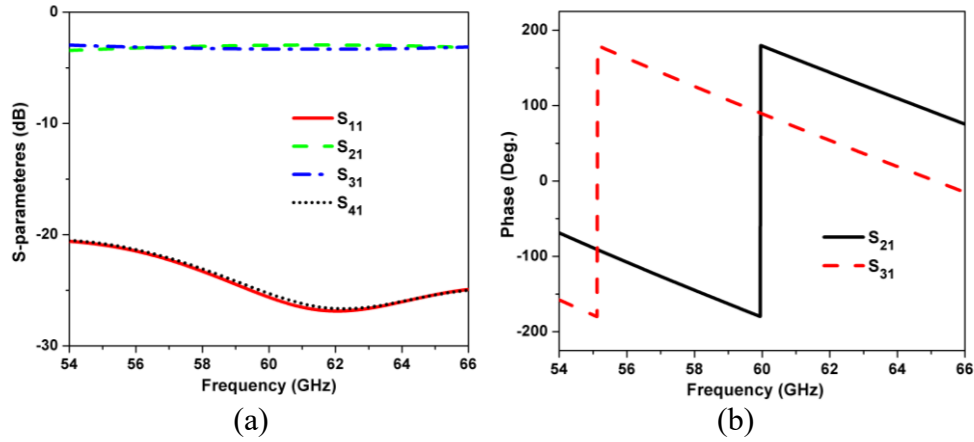 0
-10
-20
-30
S-parameteres (dB)
S11
S21
S31
S41
54 56 58 60 62 64 66
Frequency (GHz)
(a)
200
100
0
-100
-200
Phase (Deg.)
S21
S31
54 56 58 60 62 64 66
Frequency (GHz)
(b)